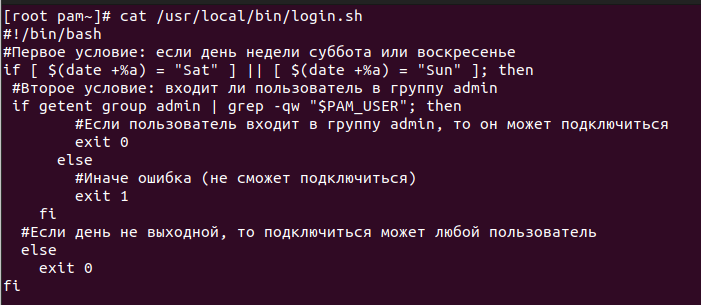 [root pam~]# cat /usr/local/bin/login.sh
#!/bin/bash
#Первое условие: если день недели суббота или воскресенье
if [ $(date +%a) = "Sat" ] || [ $(date +%a) = "Sun" ]; then
 #Второе условие: входит ли пользователь в группу admin
 if getent group admin | grep -qw "$PAM_USER"; then
        #Если пользователь входит в группу admin, то он может подключиться
        exit 0
      else
        #Иначе ошибка (не сможет подключиться)
        exit 1
    fi
  #Если день не выходной, то подключиться может любой пользователь
  else
    exit 0
fi